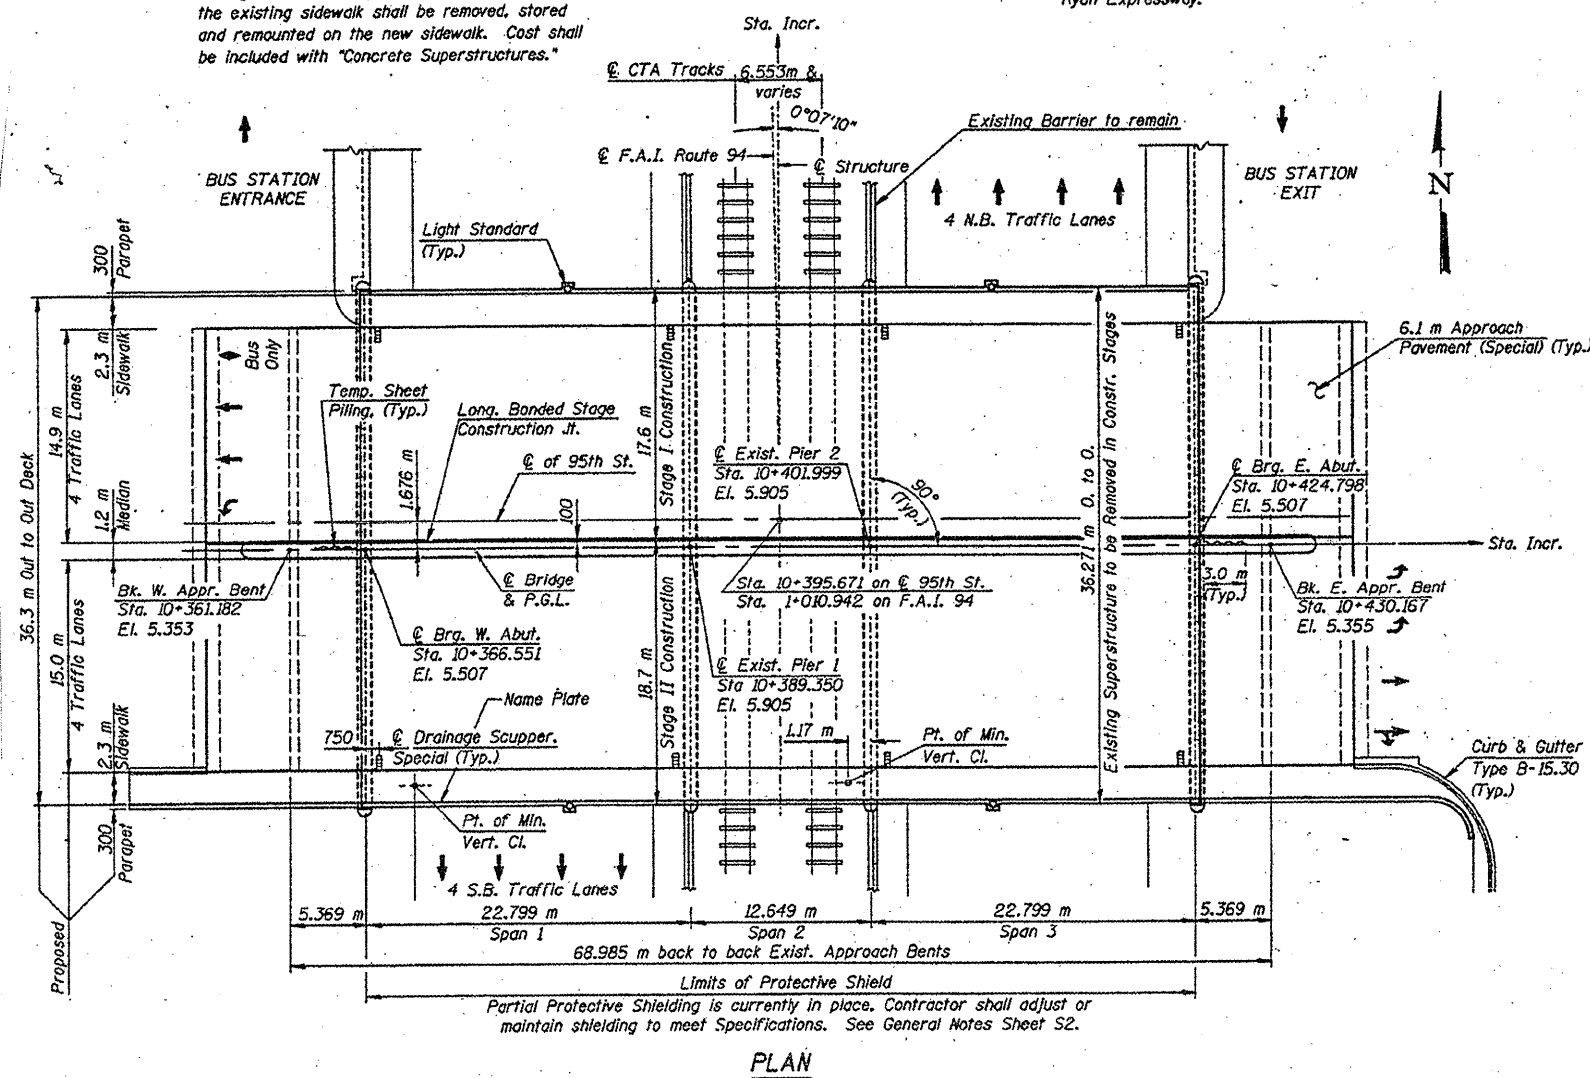 the existing sidewalk shall be removed, stored
and remounted on the new sidewalk. Cost shall
be included with "Concrete Superstructures."
Ryan Expressway.
Sta. Incr.
℄ CTA Tracks 6.553m &
varies
0°07'10"
Existing Barrier to remain
℄ F.A.I. Route 94
℄ Structure
BUS STATION
ENTRANCE
BUS STATION
EXIT
N
4 N.B. Traffic Lanes
Light Standard
(Typ.)
300
Parapet
2.3 m
Sidewalk
14.9 m
4 Traffic Lanes
1.2 m
Median
36.3 m Out to Out Deck
15.0 m
4 Traffic Lanes
2.3 m
Sidewalk
300
Parapet
Proposed
Bus
Only
6.1 m Approach
Pavement (Special) (Typ.)
Temp. Sheet
Piling, (Typ.)
Long. Bonded Stage
Construction Jt.
℄ of 95th St.
1.676 m
100
17.6 m
Stage I Construction
18.7 m
Stage II Construction
℄ Exist. Pier 2
Sta. 10+401.999
El. 5.905
90°
(Typ.)
36.271 m O. to O.
Existing Superstructure to be Removed in Constr. Stages
℄ Brg. E. Abut.
Sta. 10+424.798
El. 5.507
Sta. Incr.
Bk. W. Appr. Bent
Sta. 10+361.182
El. 5.353
℄ Bridge
& P.G.L.
Sta. 10+395.671 on ℄ 95th St.
Sta. 1+010.942 on F.A.I. 94
3.0 m
(Typ.)
Bk. E. Appr. Bent
Sta. 10+430.167
El. 5.355
℄ Brg. W. Abut.
Sta. 10+366.551
El. 5.507
℄ Exist. Pier 1
Sta 10+389.350
El. 5.905
Name Plate
750
℄ Drainage Scupper,
Special (Typ.)
1.17 m
Pt. of Min.
Vert. Cl.
Curb & Gutter
Type B-15.30
(Typ.)
Pt. of Min.
Vert. Cl.
4 S.B. Traffic Lanes
5.369 m
22.799 m
Span 1
12.649 m
Span 2
22.799 m
Span 3
5.369 m
68.985 m back to back Exist. Approach Bents
Limits of Protective Shield
Partial Protective Shielding is currently in place. Contractor shall adjust or
maintain shielding to meet Specifications. See General Notes Sheet S2.
PLAN